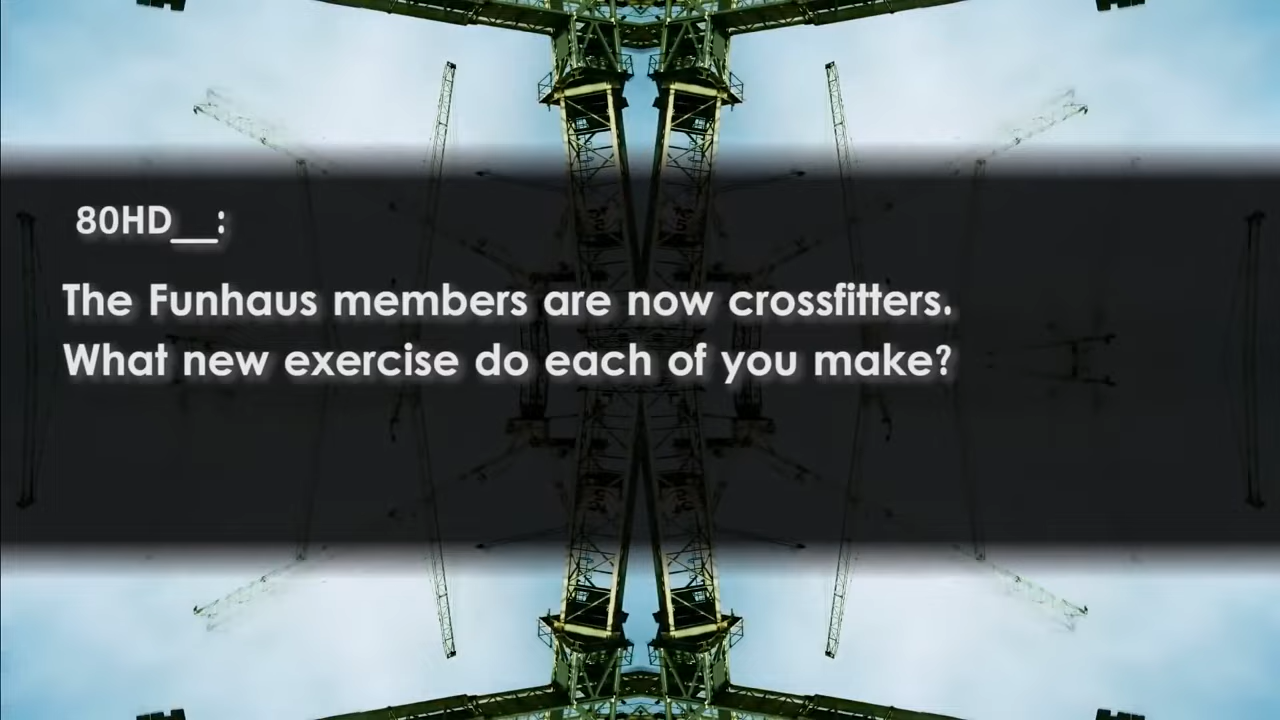 80HD__:
The Funhaus members are now crossfitters.
What new exercise do each of you make?